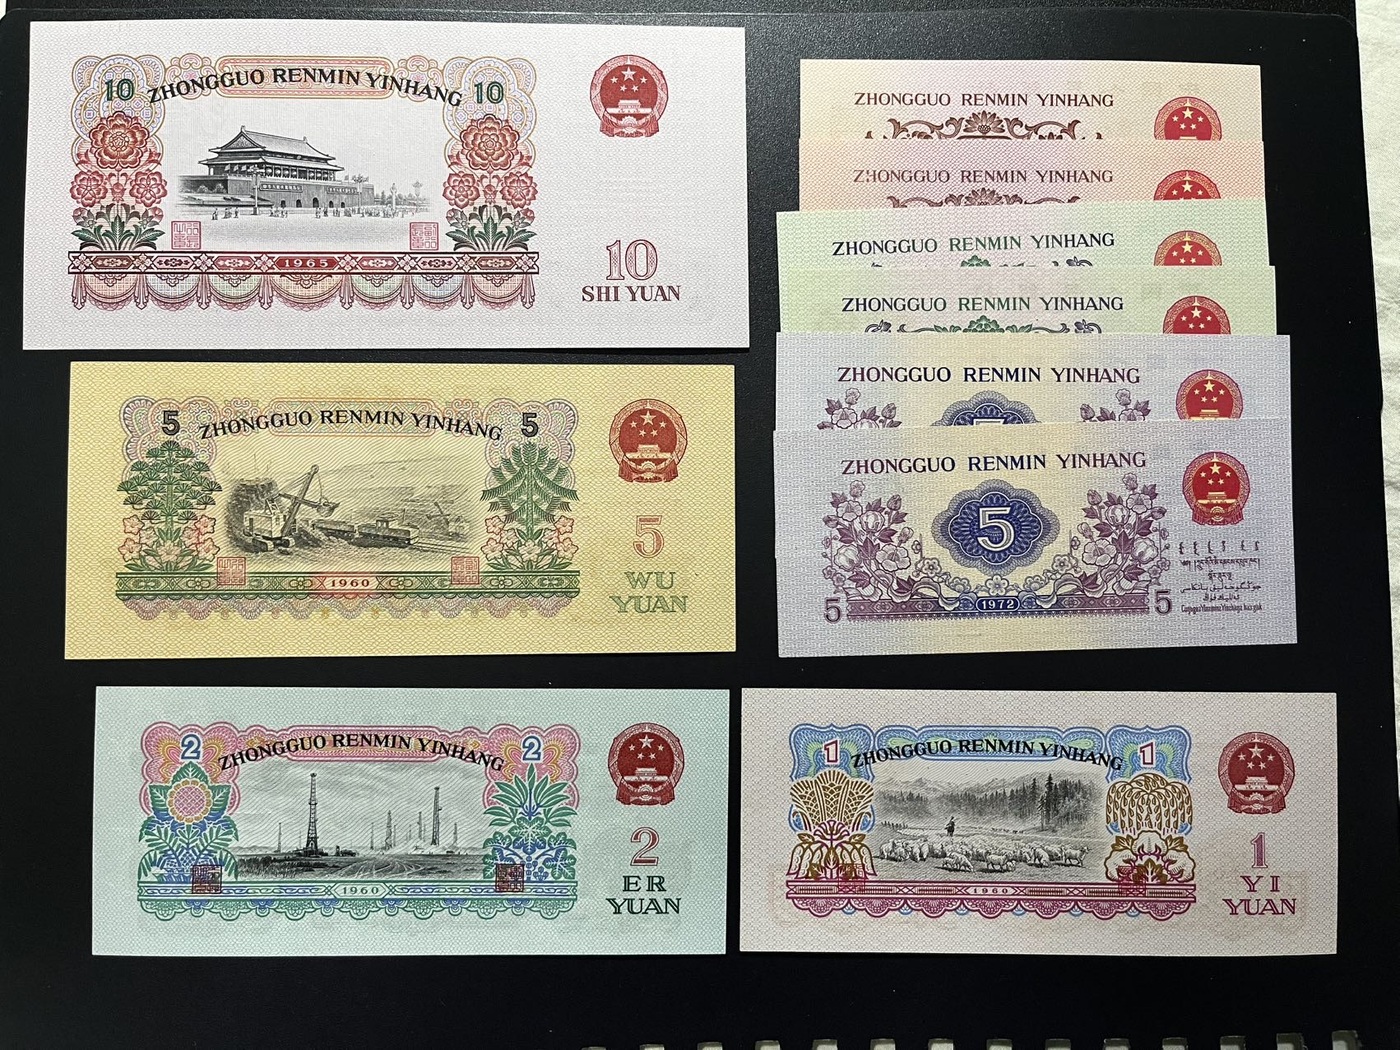 10 ZHONGGUO RENMIN YINHANG 10
1965
10
SHI YUAN
5 ZHONGGUO RENMIN YINHANG 5
1960
5
WU
YUAN
2 ZHONGGUO RENMIN YINHANG 2
1960
2
ER
YUAN
ZHONGGUO RENMIN YINHANG
ZHONGGUO RENMIN YINHANG
ZHONGGUO RENMIN YINHANG
ZHONGGUO RENMIN YINHANG
ZHONGGUO RENMIN YINHANG
ZHONGGUO RENMIN YINHANG
5
5 1972 5
1 ZHONGGUO RENMIN YINHANG 1
1960
1
YI
YUAN